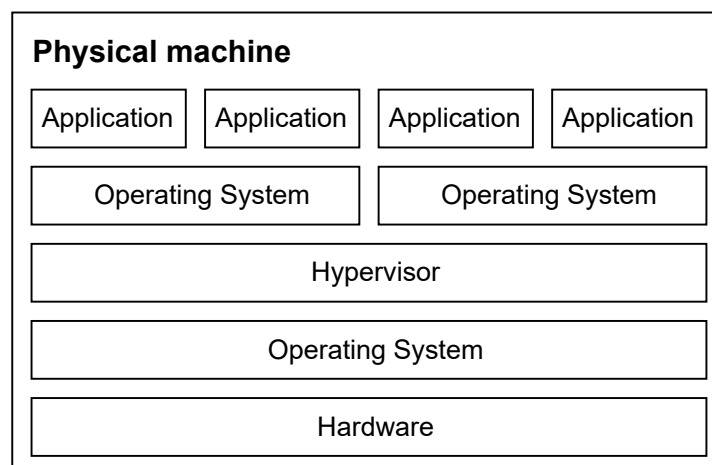 Physical machine
Application Application Application Application
Operating System Operating System
Hypervisor
Operating System
Hardware